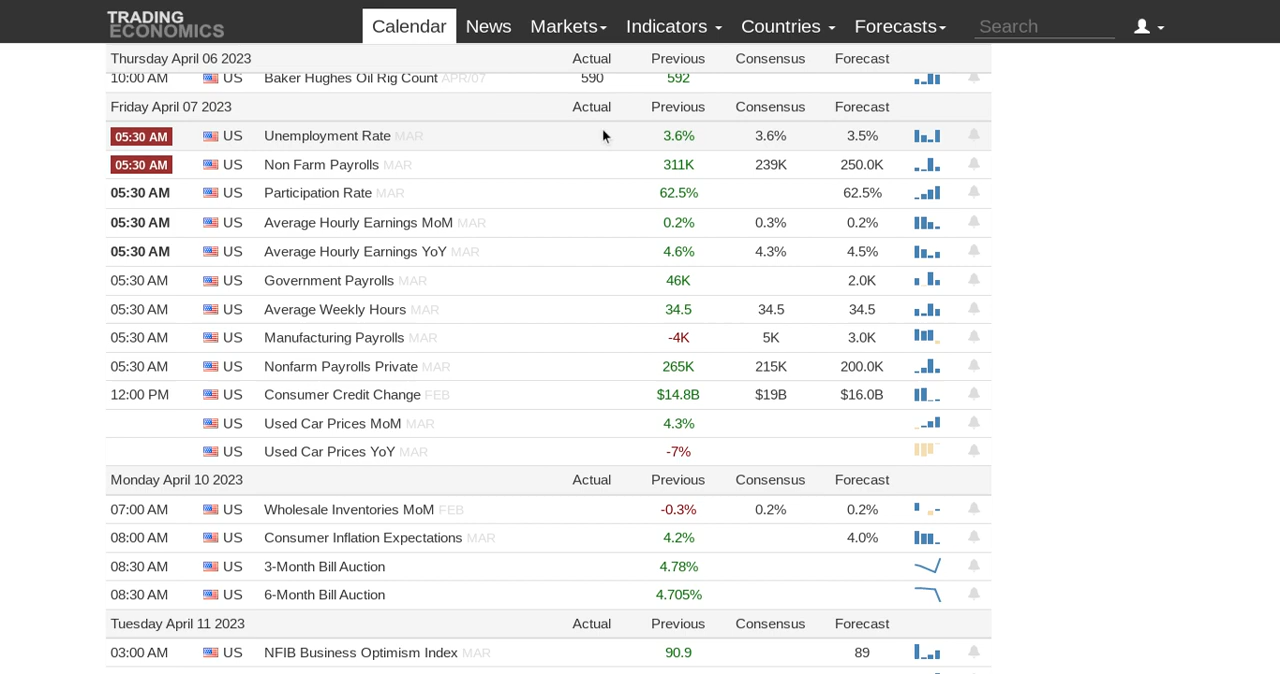 TRADING
ECONOMICS
Calendar News Markets Indicators Countries Forecasts Search
Thursday April 06 2023 Actual Previous Consensus Forecast
10:00 AM US Baker Hughes Oil Rig Count APR/07 590 592
Friday April 07 2023 Actual Previous Consensus Forecast
05:30 AM US Unemployment Rate MAR 3.6% 3.6% 3.5%
05:30 AM US Non Farm Payrolls MAR 311K 239K 250.0K
05:30 AM US Participation Rate MAR 62.5% 62.5%
05:30 AM US Average Hourly Earnings MoM MAR 0.2% 0.3% 0.2%
05:30 AM US Average Hourly Earnings YoY MAR 4.6% 4.3% 4.5%
05:30 AM US Government Payrolls MAR 46K 2.0K
05:30 AM US Average Weekly Hours MAR 34.5 34.5 34.5
05:30 AM US Manufacturing Payrolls MAR -4K 5K 3.0K
05:30 AM US Nonfarm Payrolls Private MAR 265K 215K 200.0K
12:00 PM US Consumer Credit Change FEB $14.8B $19B $16.0B
US Used Car Prices MoM MAR 4.3%
US Used Car Prices YoY MAR -7%
Monday April 10 2023 Actual Previous Consensus Forecast
07:00 AM US Wholesale Inventories MoM FEB -0.3% 0.2% 0.2%
08:00 AM US Consumer Inflation Expectations MAR 4.2% 4.0%
08:30 AM US 3-Month Bill Auction 4.78%
08:30 AM US 6-Month Bill Auction 4.705%
Tuesday April 11 2023 Actual Previous Consensus Forecast
03:00 AM US NFIB Business Optimism Index MAR 90.9 89